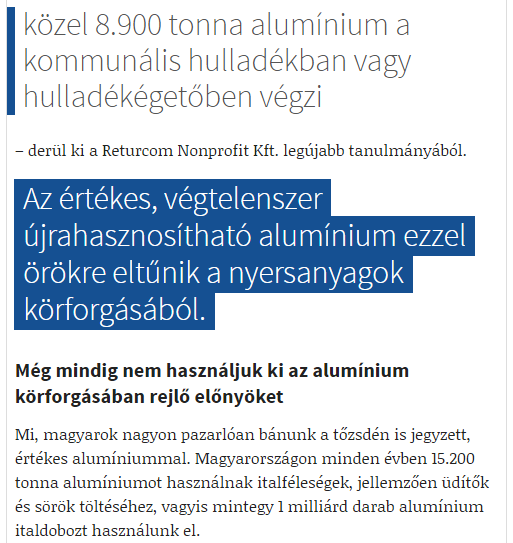 közel 8.900 tonna alumínium a
kommunális hulladékban vagy
hulladékégetőben végzi
– derül ki a Returcom Nonprofit Kft. legújabb tanulmányából.
Az értékes, végtelenszer
újrahasznosítható alumínium ezzel
örökre eltűnik a nyersanyagok
körforgásából.
Még mindig nem használjuk ki az alumínium
körforgásában rejlő előnyöket
Mi, magyarok nagyon pazarlóan bánunk a tőzsdén is jegyzett,
értékes alumíniummal. Magyarországon minden évben 15.200
tonna alumíniumot használnak italféleségek, jellemzően üdítők
és sörök töltéséhez, vagyis mintegy 1 milliárd darab alumínium
italdobozt használunk el.